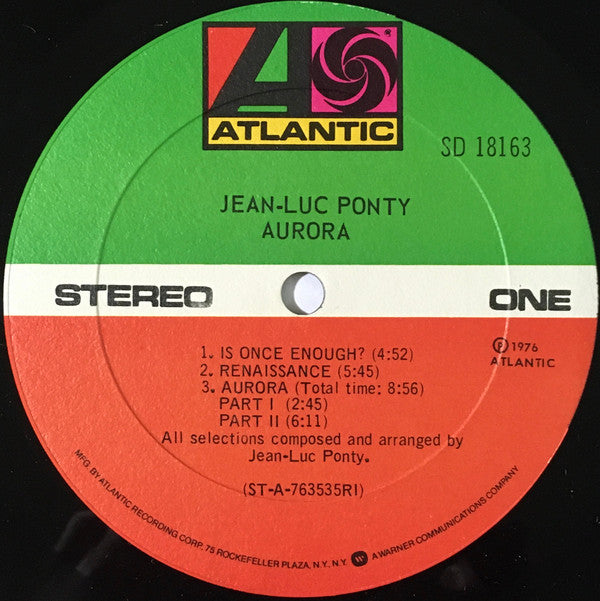 ATLANTIC
SD 18163
JEAN-LUC PONTY
AURORA
STEREO
ONE
1. IS ONCE ENOUGH? (4:52)
2. RENAISSANCE (5:45)
3. AURORA (Total time: 8:56)
PART I (2:45)
PART II (6:11)
All selections composed and arranged by
Jean-Luc Ponty.
℗ 1976
ATLANTIC
(ST-A-763535RI)
MFG. BY ATLANTIC RECORDING CORP. 75 ROCKEFELLER PLAZA, N.Y. N.Y. A WARNER COMMUNICATIONS COMPANY